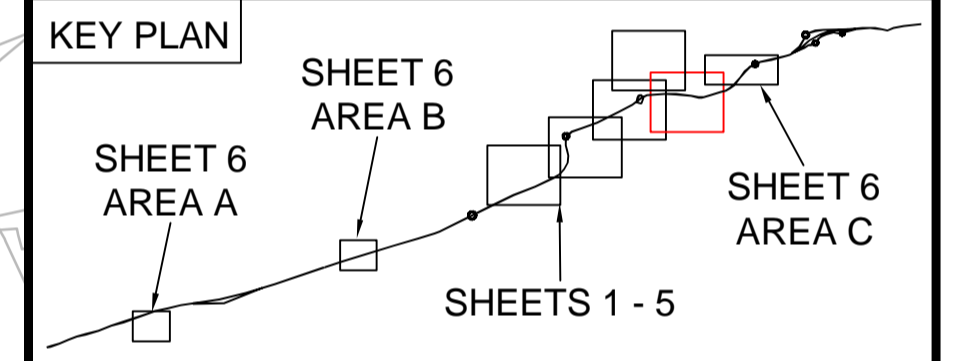 KEY PLAN
SHEET 6
AREA B
SHEET 6
AREA A
SHEET 6
AREA C
SHEETS 1 - 5